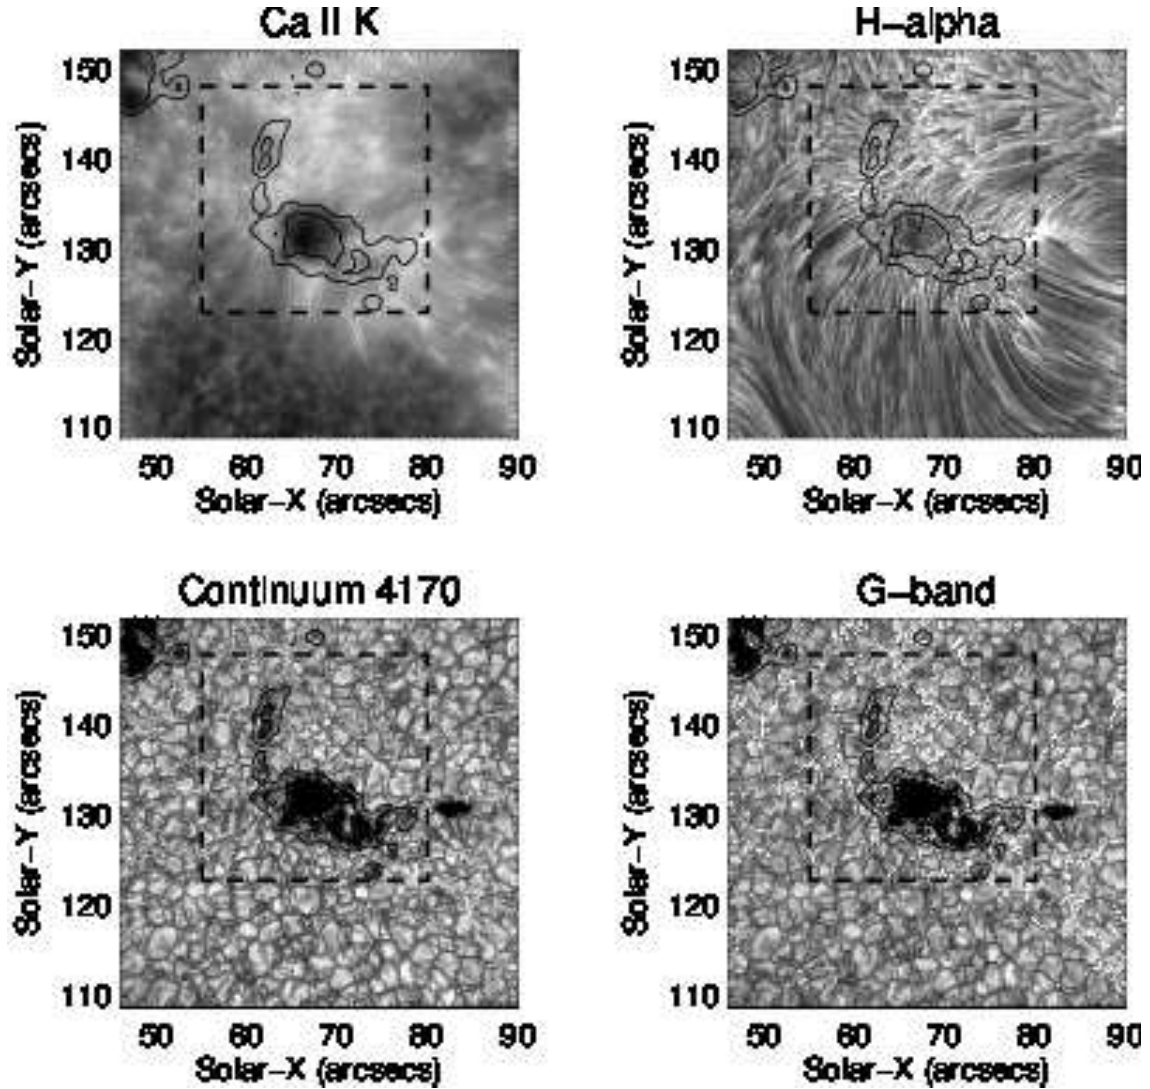 Ca II K
H-alpha
150
140
130
120
110
Solar-Y (arcsecs)
50 60 70 80 90
Solar-X (arcsecs)
150
140
130
120
110
Solar-Y (arcsecs)
50 60 70 80 90
Solar-X (arcsecs)
Continuum 4170
G-band
150
140
130
120
110
Solar-Y (arcsecs)
50 60 70 80 90
Solar-X (arcsecs)
150
140
130
120
110
Solar-Y (arcsecs)
50 60 70 80 90
Solar-X (arcsecs)